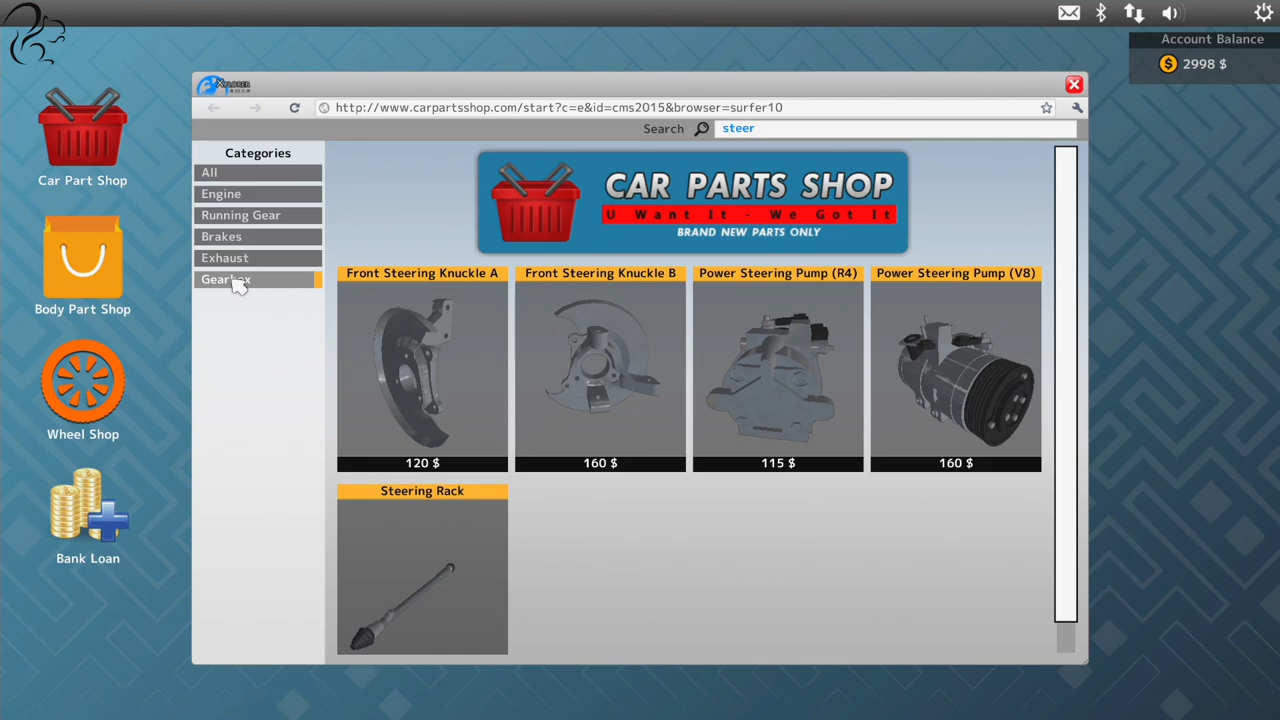 Account Balance
2998 $
XPLORER
http://www.carpartsshop.com/start?c=e&id=cms2015&browser=surfer10
Search
steer
Car Part Shop
Body Part Shop
Wheel Shop
Bank Loan
Categories
All
Engine
Running Gear
Brakes
Exhaust
Gearbox
CAR PARTS SHOP
U Want It - We Got It
BRAND NEW PARTS ONLY
Front Steering Knuckle A
120 $
Front Steering Knuckle B
160 $
Power Steering Pump (R4)
115 $
Power Steering Pump (V8)
160 $
Steering Rack